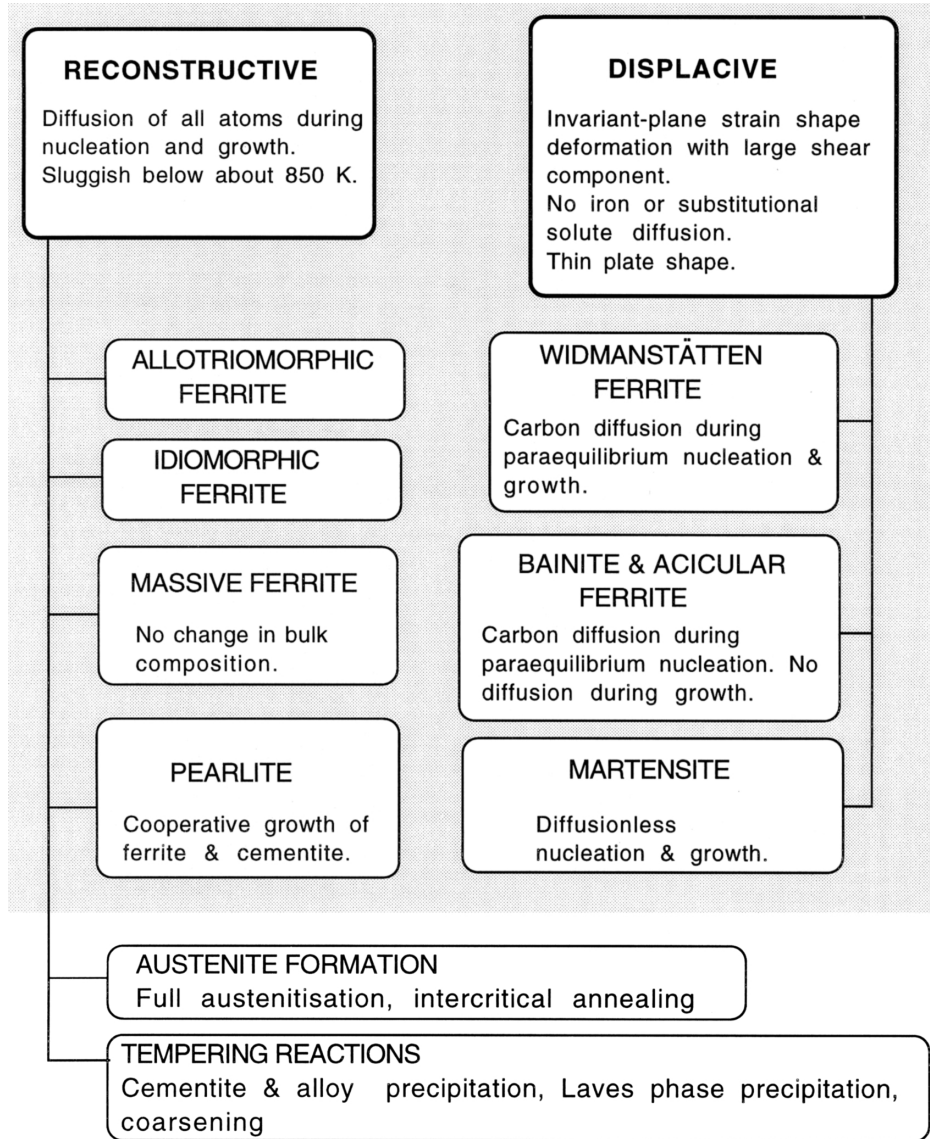 RECONSTRUCTIVE
Diffusion of all atoms during
nucleation and growth.
Sluggish below about 850 K.
ALLOTRIOMORPHIC
FERRITE
IDIOMORPHIC
FERRITE
MASSIVE FERRITE
No change in bulk
composition.
PEARLITE
Cooperative growth of
ferrite & cementite.
DISPLACIVE
Invariant-plane strain shape
deformation with large shear
component.
No iron or substitutional
solute diffusion.
Thin plate shape.
WIDMANSTÄTTEN
FERRITE
Carbon diffusion during
paraequilibrium nucleation &
growth.
BAINITE & ACICULAR
FERRITE
Carbon diffusion during
paraequilibrium nucleation. No
diffusion during growth.
MARTENSITE
Diffusionless
nucleation & growth.
AUSTENITE FORMATION
Full austenitisation, intercritical annealing
TEMPERING REACTIONS
Cementite & alloy precipitation, Laves phase precipitation,
coarsening